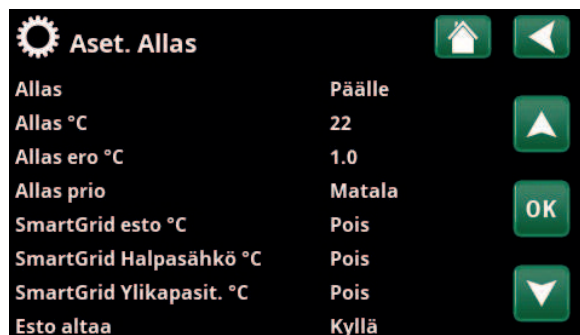 Aset. Allas
Allas Päälle
Allas °C 22
Allas ero °C 1.0
Allas prio Matala
SmartGrid esto °C Pois
SmartGrid Halpasähkö °C Pois
SmartGrid Ylikapasit. °C Pois
Esto altaa Kyllä
OK